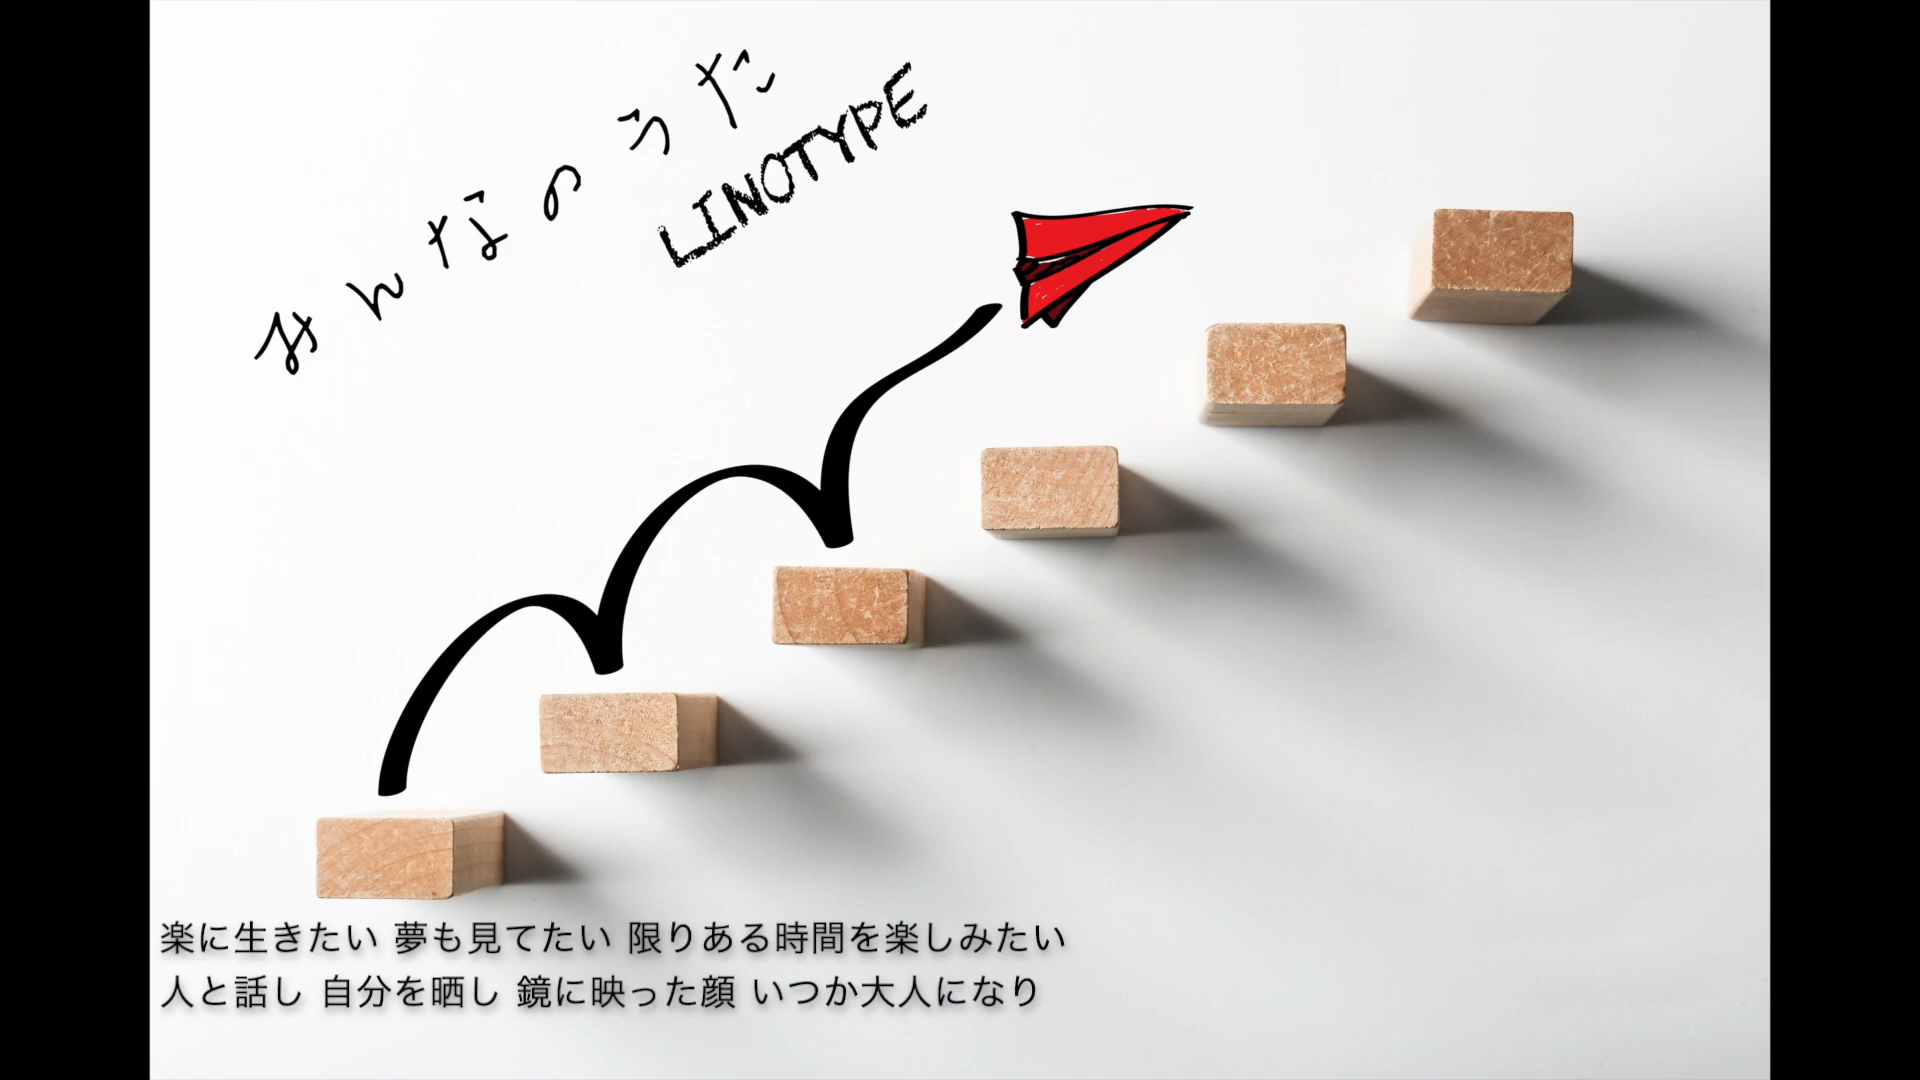 みんなのうた
LINOTYPE
楽に生きたい 夢も見てたい 限りある時間を楽しみたい
人と話し 自分を晒し 鏡に映った顔 いつか大人になり